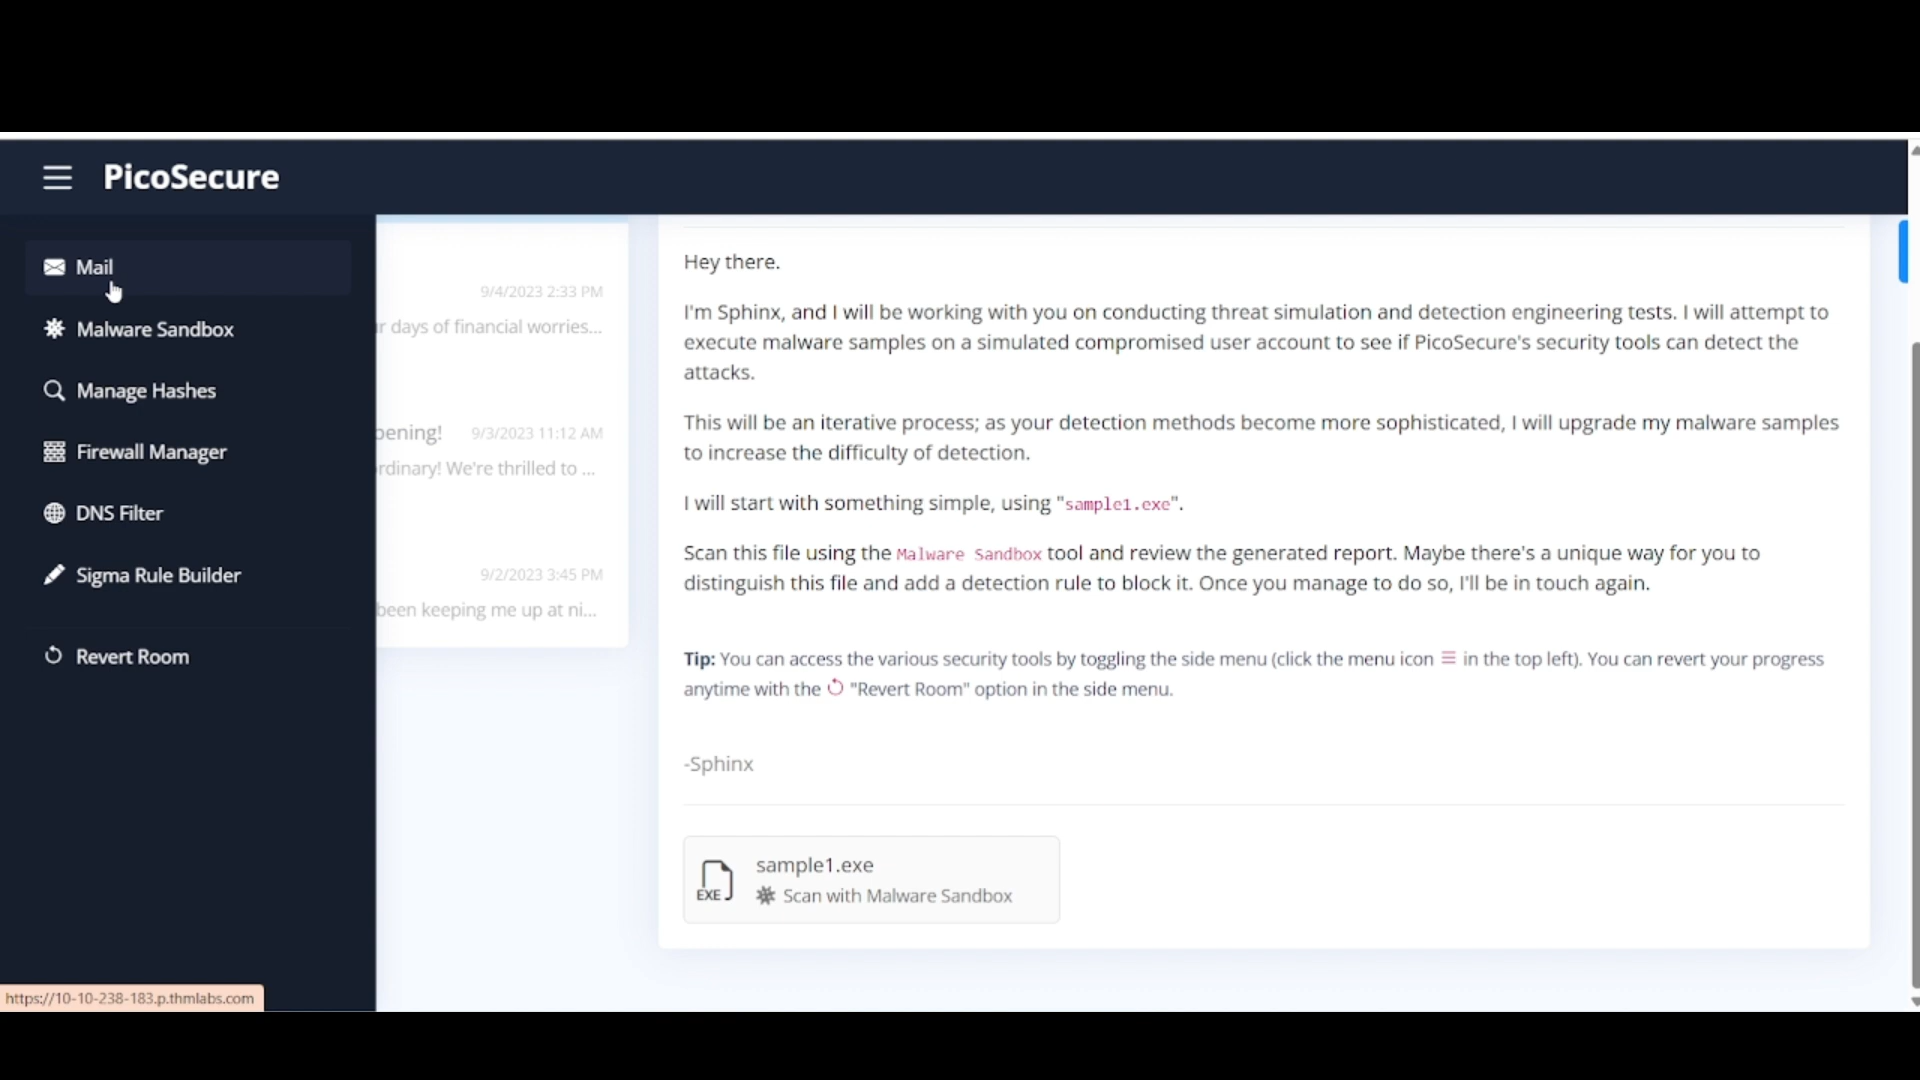 PicoSecure
Mail
Malware Sandbox
Manage Hashes
Firewall Manager
DNS Filter
Sigma Rule Builder
Revert Room
https://10-10-238-183.p.thmlabs.com
9/4/2023 2:33 PM
days of financial worries...
9/3/2023 11:12 AM
We're thrilled to ...
9/2/2023 3:45 PM
been keeping me up at ni...
Hey there.
I'm Sphinx, and I will be working with you on conducting threat simulation and detection engineering tests. I will attempt to
execute malware samples on a simulated compromised user account to see if PicoSecure's security tools can detect the
attacks.
This will be an iterative process; as your detection methods become more sophisticated, I will upgrade my malware samples
to increase the difficulty of detection.
I will start with something simple, using "sample1.exe".
Scan this file using the Malware Sandbox tool and review the generated report. Maybe there's a unique way for you to
distinguish this file and add a detection rule to block it. Once you manage to do so, I'll be in touch again.
Tip: You can access the various security tools by toggling the side menu (click the menu icon ☰ in the top left). You can revert your progress
anytime with the ↺ "Revert Room" option in the side menu.
-Sphinx
EXE
sample1.exe
Scan with Malware Sandbox